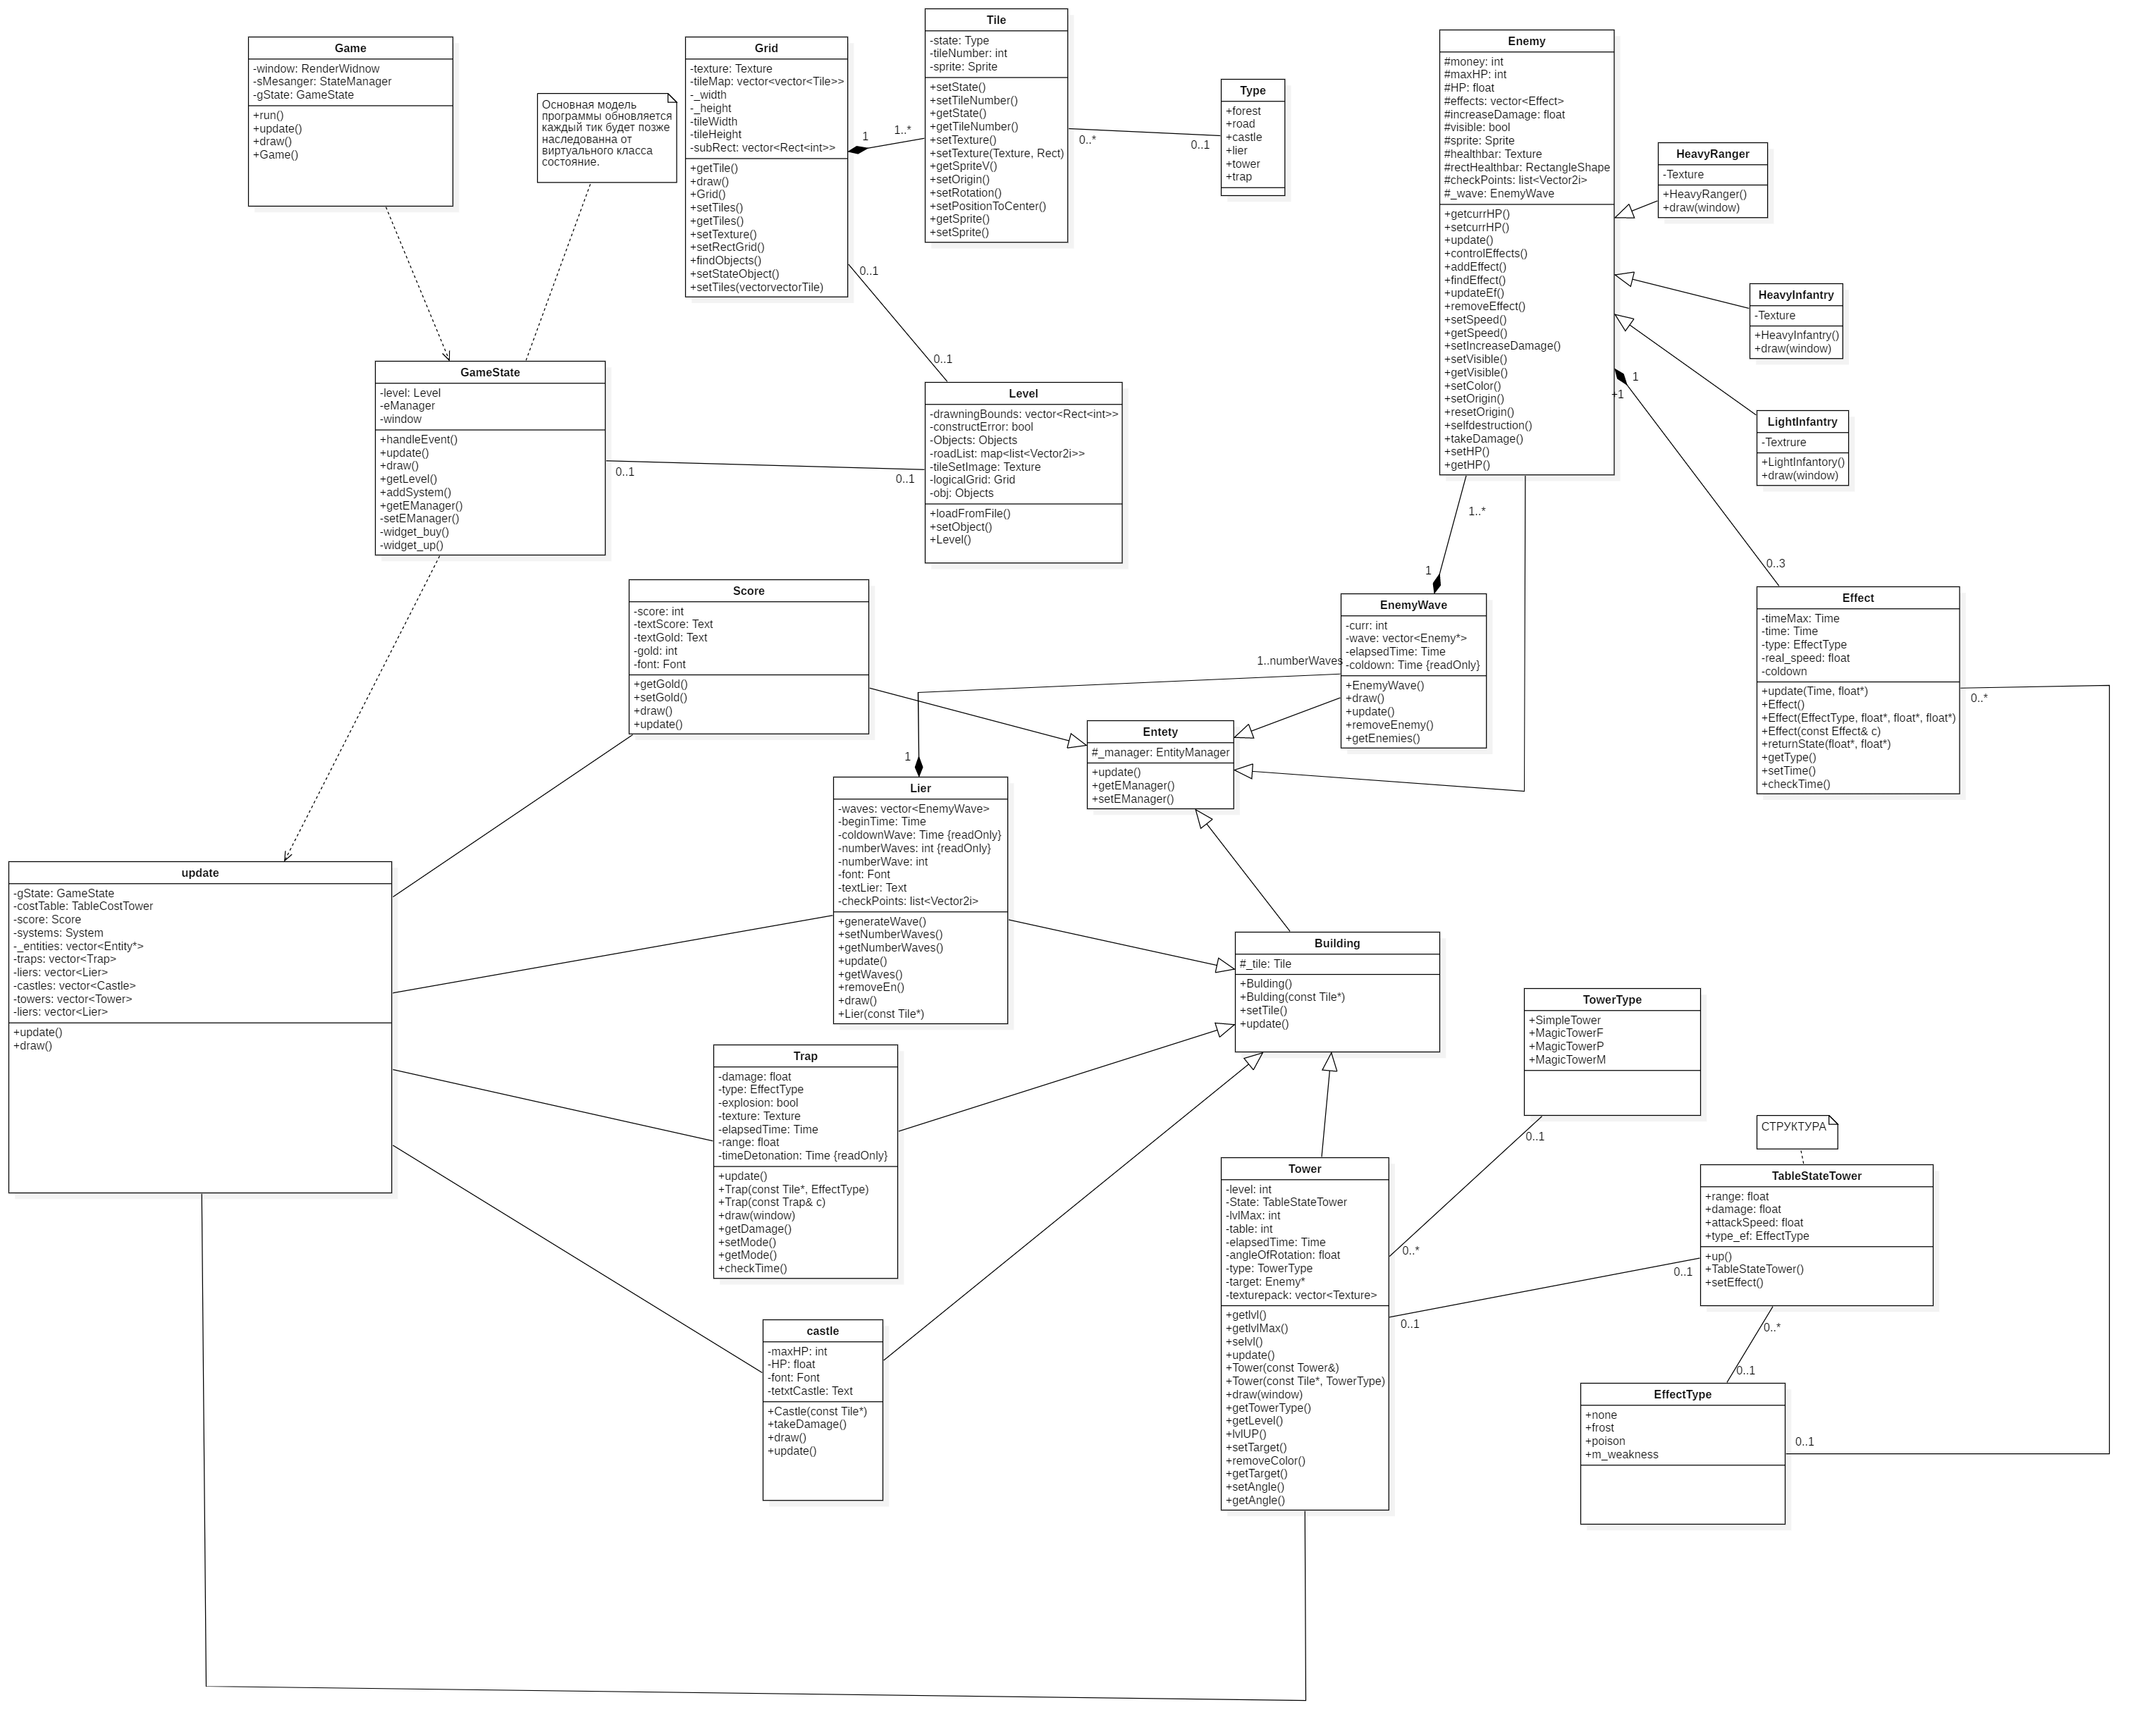 Game
-window: RenderWidnow
-sMesanger: StateManager
-gState: GameState
+run()
+update()
+draw()
+Game()
Основная модель
программы обновляется
каждый тик будет позже
наследованна от
виртуального класса
состояние.
Grid
-texture: Texture
-tileMap: vector<vector<Tile>>
-_width
-_height
-tileWidth
-tileHeight
-subRect: vector<Rect<int>>
+getTile()
+draw()
+Grid()
+setTiles()
+getTiles()
+setTexture()
+setRectGrid()
+findObjects()
+setStateObject()
+setTiles(vectorvectorTile)
1
1..*
Tile
-state: Type
-tileNumber: int
-sprite: Sprite
+setState()
+setTileNumber()
+getState()
+getTileNumber()
+setTexture()
+setTexture(Texture, Rect)
+getSpriteV()
+setOrigin()
+setRotation()
+setPositionToCenter()
+getSprite()
+setSprite()
0..*
0..1
Type
+forest
+road
+castle
+lier
+tower
+trap
Enemy
#money: int
#maxHP: int
#HP: float
#effects: vector<Effect>
#increaseDamage: float
#visible: bool
#sprite: Sprite
#healthbar: Texture
#rectHealthbar: RectangleShape
#checkPoints: list<Vector2i>
#_wave: EnemyWave
+getcurrHP()
+setcurrHP()
+update()
+controlEffects()
+addEffect()
+findEffect()
+updateEf()
+removeEffect()
+setSpeed()
+getSpeed()
+setIncreaseDamage()
+setVisible()
+getVisible()
+setColor()
+setOrigin()
+resetOrigin()
+selfdestruction()
+takeDamage()
+setHP()
+getHP()
HeavyRanger
-Texture
+HeavyRanger()
+draw(window)
HeavyInfantry
-Texture
+HeavyInfantry()
+draw(window)
1
+1
LightInfantry
-Textrure
+LightInfantory()
+draw(window)
0..1
0..1
GameState
-level: Level
-eManager
-window
+handleEvent()
+update()
+draw()
+getLevel()
+addSystem()
+getEManager()
-setEManager()
-widget_buy()
-widget_up()
0..1
0..1
Level
-drawningBounds: vector<Rect<int>>
-constructError: bool
-Objects: Objects
-roadList: map<list<Vector2i>>
-tileSetImage: Texture
-logicalGrid: Grid
-obj: Objects
+loadFromFile()
+setObject()
+Level()
1..*
1
0..3
Score
-score: int
-textScore: Text
-textGold: Text
-gold: int
-font: Font
+getGold()
+setGold()
+draw()
+update()
EnemyWave
-curr: int
-wave: vector<Enemy*>
-elapsedTime: Time
-coldown: Time {readOnly}
+EnemyWave()
+draw()
+update()
+removeEnemy()
+getEnemies()
1..numberWaves
1
Effect
-timeMax: Time
-time: Time
-type: EffectType
-real_speed: float
-coldown
+update(Time, float*)
+Effect()
+Effect(EffectType, float*, float*, float*)
+Effect(const Effect& c)
+returnState(float*, float*)
+getType()
+setTime()
+checkTime()
0..*
Entety
#_manager: EntityManager
+update()
+getEManager()
+setEManager()
Lier
-waves: vector<EnemyWave>
-beginTime: Time
-coldownWave: Time {readOnly}
-numberWaves: int {readOnly}
-numberWave: int
-font: Font
-textLier: Text
-checkPoints: list<Vector2i>
+generateWave()
+setNumberWaves()
+getNumberWaves()
+update()
+getWaves()
+removeEn()
+draw()
+Lier(const Tile*)
update
-gState: GameState
-costTable: TableCostTower
-score: Score
-systems: System
-_entities: vector<Entity*>
-traps: vector<Trap>
-liers: vector<Lier>
-castles: vector<Castle>
-towers: vector<Tower>
-liers: vector<Lier>
+update()
+draw()
Building
#_tile: Tile
+Bulding()
+Bulding(const Tile*)
+setTile()
+update()
TowerType
+SimpleTower
+MagicTowerF
+MagicTowerP
+MagicTowerM
0..1
0..*
Trap
-damage: float
-type: EffectType
-explosion: bool
-texture: Texture
-elapsedTime: Time
-range: float
-timeDetonation: Time {readOnly}
+update()
+Trap(const Tile*, EffectType)
+Trap(const Trap& c)
+draw(window)
+getDamage()
+setMode()
+getMode()
+checkTime()
СТРУКТУРА
Tower
-level: int
-State: TableStateTower
-lvlMax: int
-table: int
-elapsedTime: Time
-angleOfRotation: float
-type: TowerType
-target: Enemy*
-texturepack: vector<Texture>
+getlvl()
+getlvlMax()
+selvl()
+update()
+Tower(const Tower&)
+Tower(const Tile*, TowerType)
+draw(window)
+getTowerType()
+getLevel()
+lvlUP()
+setTarget()
+removeColor()
+getTarget()
+setAngle()
+getAngle()
TableStateTower
+range: float
+damage: float
+attackSpeed: float
+type_ef: EffectType
+up()
+TableStateTower()
+setEffect()
0..1
0..1
0..*
0..1
castle
-maxHP: int
-HP: float
-font: Font
-tetxtCastle: Text
+Castle(const Tile*)
+takeDamage()
+draw()
+update()
EffectType
+none
+frost
+poison
+m_weakness
0..1